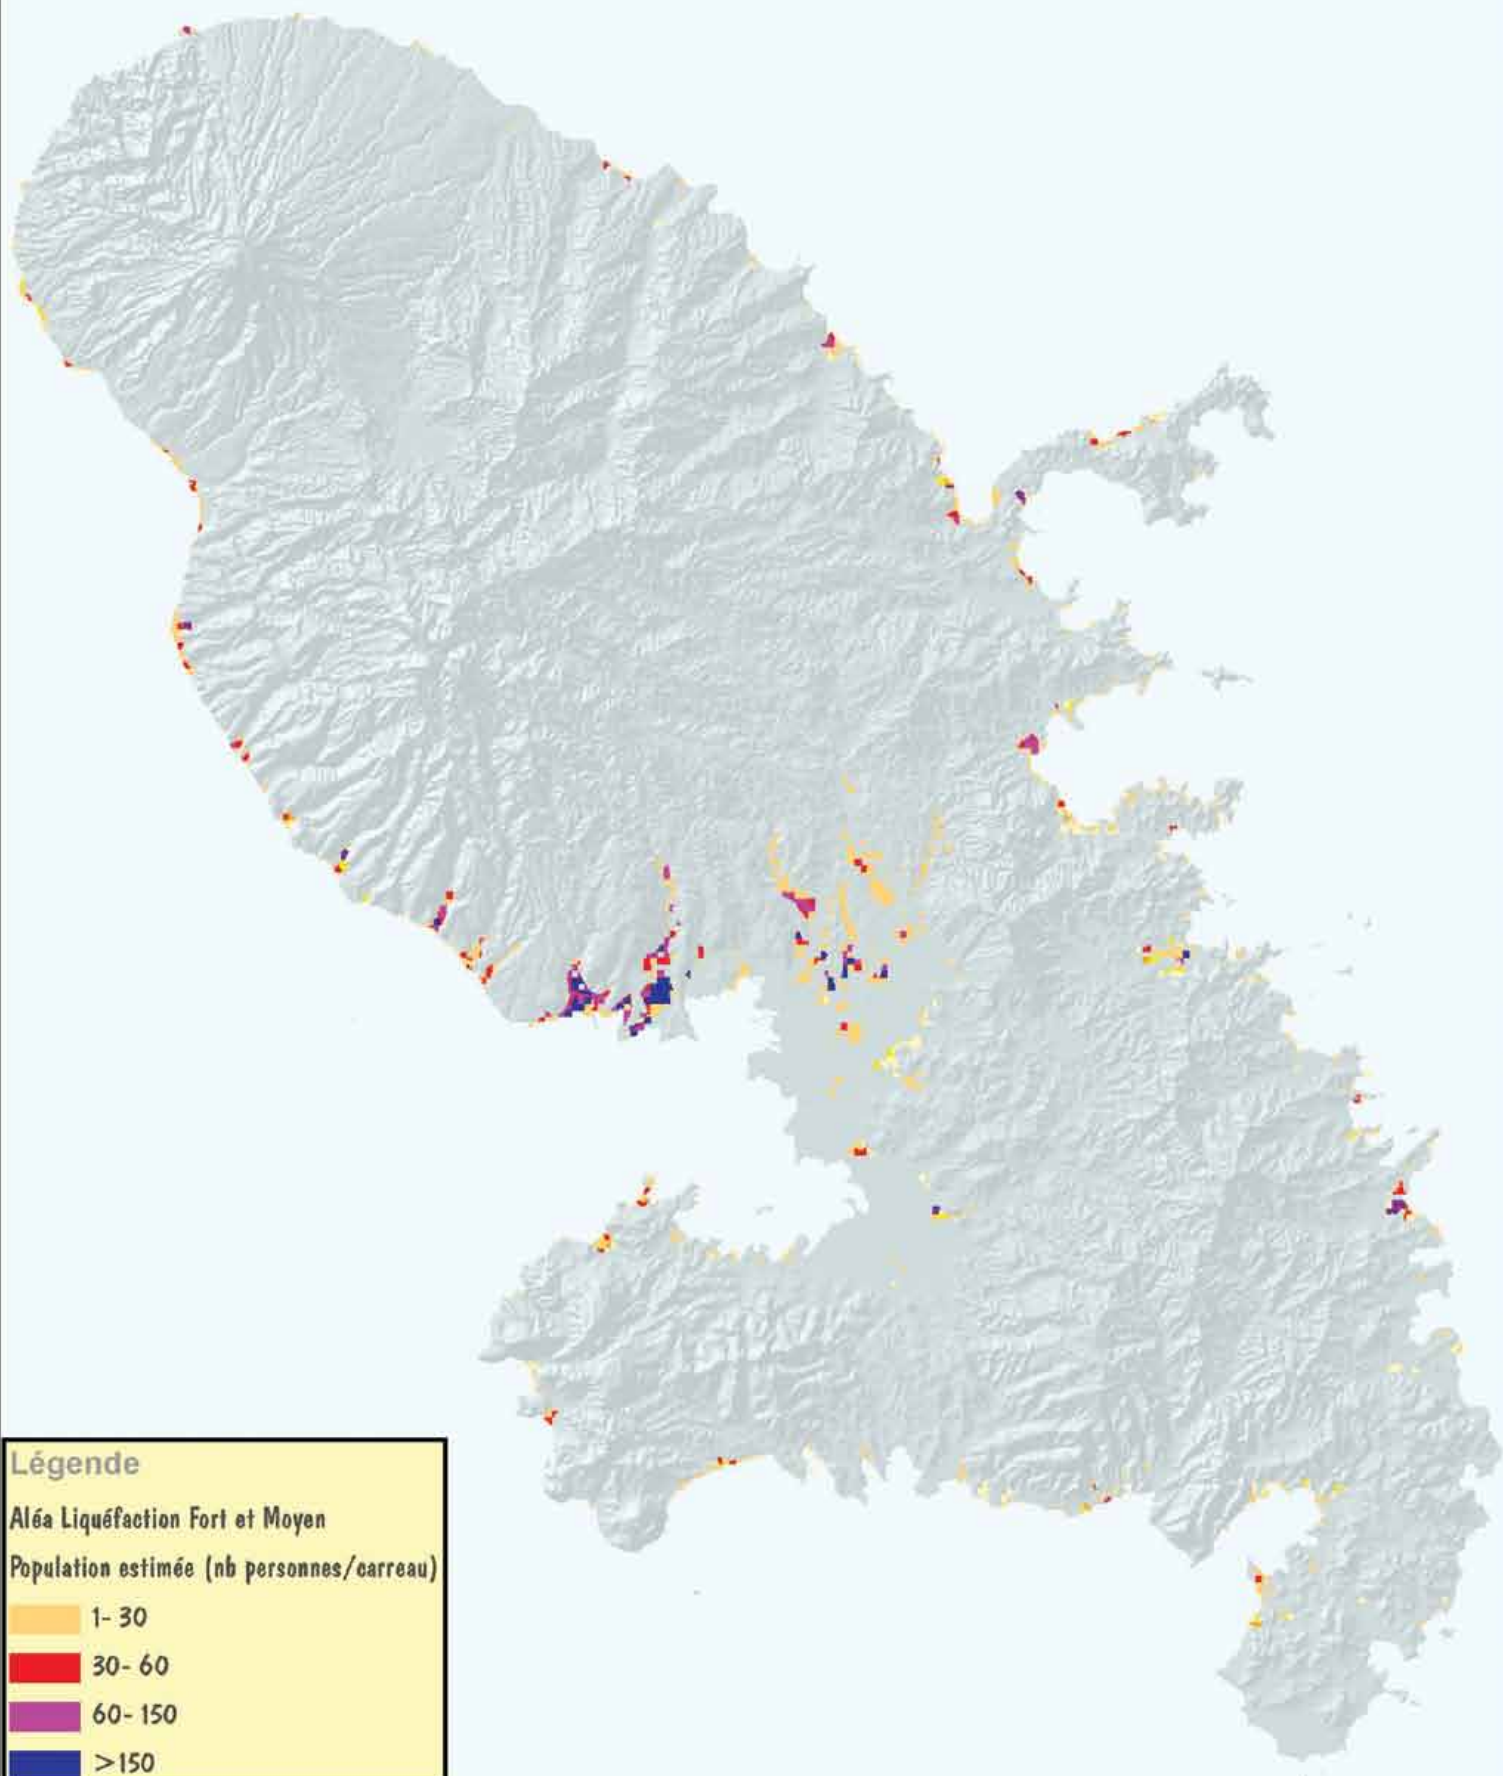 Légende
Aléa Liquéfaction Fort et Moyen
Population estimée (nb personnes/carreau)
1- 30
30- 60
60- 150
>150